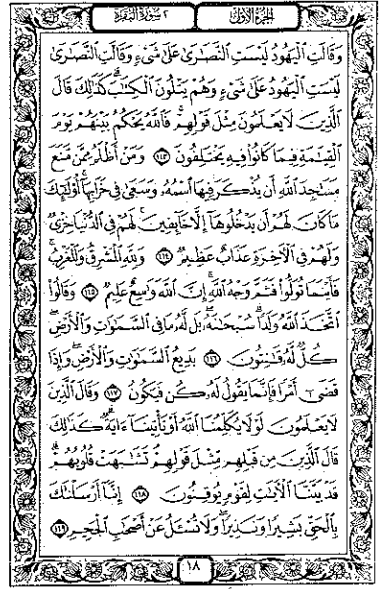 الجزء الأول
٢ سورة البقرة
وَقَالَتِ ٱلْيَهُودُ لَيْسَتِ ٱلنَّصَٰرَىٰ عَلَىٰ شَىْءٍ وَقَالَتِ ٱلنَّصَٰرَىٰ
لَيْسَتِ ٱلْيَهُودُ عَلَىٰ شَىْءٍ وَهُمْ يَتْلُونَ ٱلْكِتَٰبَ ۗ كَذَٰلِكَ قَالَ
ٱلَّذِينَ لَا يَعْلَمُونَ مِثْلَ قَوْلِهِمْ ۚ فَٱللَّهُ يَحْكُمُ بَيْنَهُمْ يَوْمَ
ٱلْقِيَٰمَةِ فِيمَا كَانُوا۟ فِيهِ يَخْتَلِفُونَ ١١٣ وَمَنْ أَظْلَمُ مِمَّن مَّنَعَ
مَسَٰجِدَ ٱللَّهِ أَن يُذْكَرَ فِيهَا ٱسْمُهُۥ وَسَعَىٰ فِى خَرَابِهَآ ۚ أُو۟لَٰٓئِكَ
مَا كَانَ لَهُمْ أَن يَدْخُلُوهَآ إِلَّا خَآئِفِينَ ۚ لَهُمْ فِى ٱلدُّنْيَا خِزْىٌ
وَلَهُمْ فِى ٱلْءَاخِرَةِ عَذَابٌ عَظِيمٌ ١١٤ وَلِلَّهِ ٱلْمَشْرِقُ وَٱلْمَغْرِبُ ۚ
فَأَيْنَمَا تُوَلُّوا۟ فَثَمَّ وَجْهُ ٱللَّهِ ۚ إِنَّ ٱللَّهَ وَٰسِعٌ عَلِيمٌ ١١٥ وَقَالُوا۟
ٱتَّخَذَ ٱللَّهُ وَلَدًا ۗ سُبْحَٰنَهُۥ ۖ بَل لَّهُۥ مَا فِى ٱلسَّمَٰوَٰتِ وَٱلْأَرْضِ ۖ
كُلٌّ لَّهُۥ قَٰنِتُونَ ١١٦ بَدِيعُ ٱلسَّمَٰوَٰتِ وَٱلْأَرْضِ ۖ وَإِذَا
قَضَىٰٓ أَمْرًا فَإِنَّمَا يَقُولُ لَهُۥ كُن فَيَكُونُ ١١٧ وَقَالَ ٱلَّذِينَ
لَا يَعْلَمُونَ لَوْلَا يُكَلِّمُنَا ٱللَّهُ أَوْ تَأْتِينَآ ءَايَةٌ ۗ كَذَٰلِكَ
قَالَ ٱلَّذِينَ مِن قَبْلِهِم مِّثْلَ قَوْلِهِمْ ۘ تَشَٰبَهَتْ قُلُوبُهُمْ ۗ
قَدْ بَيَّنَّا ٱلْءَايَٰتِ لِقَوْمٍ يُوقِنُونَ ١١٨ إِنَّآ أَرْسَلْنَٰكَ
بِٱلْحَقِّ بَشِيرًا وَنَذِيرًا ۖ وَلَا تُسْـَٔلُ عَنْ أَصْحَٰبِ ٱلْجَحِيمِ ١١٩
١٨